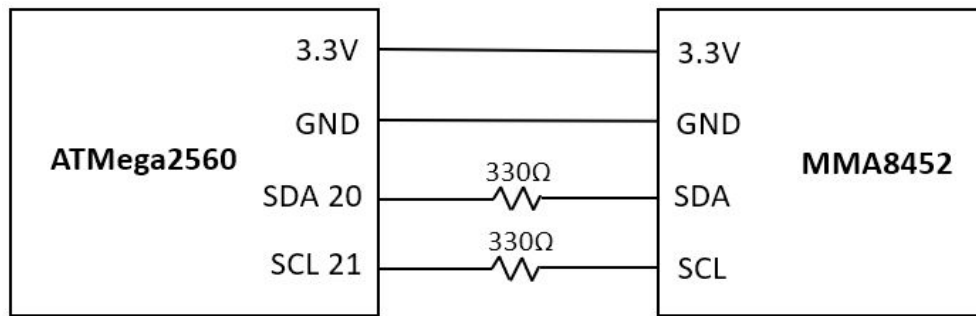 3.3V
3.3V
GND
GND
ATMega2560
MMA8452
330Ω
SDA 20
SDA
330Ω
SCL 21
SCL